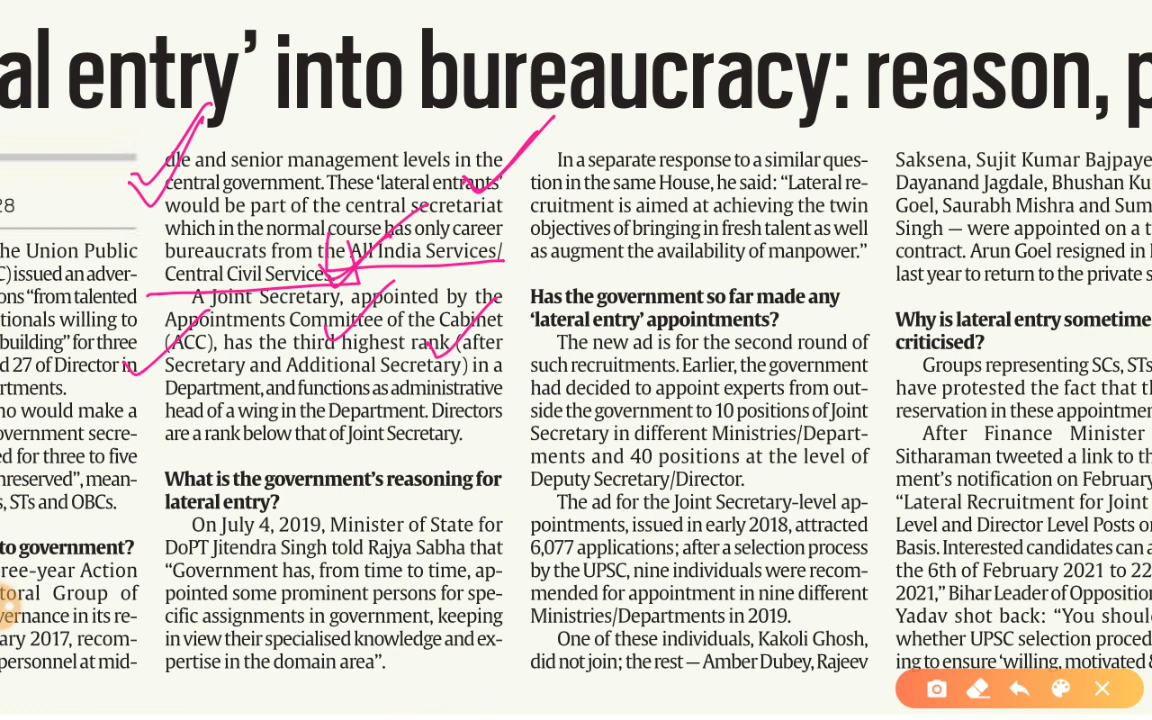 al entry’ into bureaucracy: reason, p
28
he Union Public
C) issued an adver-
ons “from talented
tionals willing to
building” for three
d 27 of Director in
rtments.
ho would make a
overnment secre-
ed for three to five
nreserved”, mean-
s, STs and OBCs.
to government?
ree-year Action
toral Group of
vernance in its re-
ary 2017, recom-
personnel at mid-
dle and senior management levels in the
central government. These ‘lateral entrants’
would be part of the central secretariat
which in the normal course has only career
bureaucrats from the All India Services/
Central Civil Services.
A Joint Secretary, appointed by the
Appointments Committee of the Cabinet
(ACC), has the third highest rank (after
Secretary and Additional Secretary) in a
Department, and functions as administrative
head of a wing in the Department. Directors
are a rank below that of Joint Secretary.
What is the government’s reasoning for
lateral entry?
On July 4, 2019, Minister of State for
DoPT Jitendra Singh told Rajya Sabha that
“Government has, from time to time, ap-
pointed some prominent persons for spe-
cific assignments in government, keeping
in view their specialised knowledge and ex-
pertise in the domain area”.
In a separate response to a similar ques-
tion in the same House, he said: “Lateral re-
cruitment is aimed at achieving the twin
objectives of bringing in fresh talent as well
as augment the availability of manpower.”
Has the government so far made any
‘lateral entry’ appointments?
The new ad is for the second round of
such recruitments. Earlier, the government
had decided to appoint experts from out-
side the government to 10 positions of Joint
Secretary in different Ministries/Depart-
ments and 40 positions at the level of
Deputy Secretary/Director.
The ad for the Joint Secretary-level ap-
pointments, issued in early 2018, attracted
6,077 applications; after a selection process
by the UPSC, nine individuals were recom-
mended for appointment in nine different
Ministries/Departments in 2019.
One of these individuals, Kakoli Ghosh,
did not join; the rest — Amber Dubey, Rajeev
Saksena, Sujit Kumar Bajpaye
Dayanand Jagdale, Bhushan Ku
Goel, Saurabh Mishra and Sum
Singh — were appointed on a t
contract. Arun Goel resigned in
last year to return to the private s
Why is lateral entry sometime
criticised?
Groups representing SCs, STs
have protested the fact that th
reservation in these appointmen
After Finance Minister
Sitharaman tweeted a link to th
ment’s notification on February
“Lateral Recruitment for Joint
Level and Director Level Posts o
Basis. Interested candidates can a
the 6th of February 2021 to 22
2021,” Bihar Leader of Opposition
Yadav shot back: “You shoul
whether UPSC selection proced
ing to ensure ‘willing, motivated &